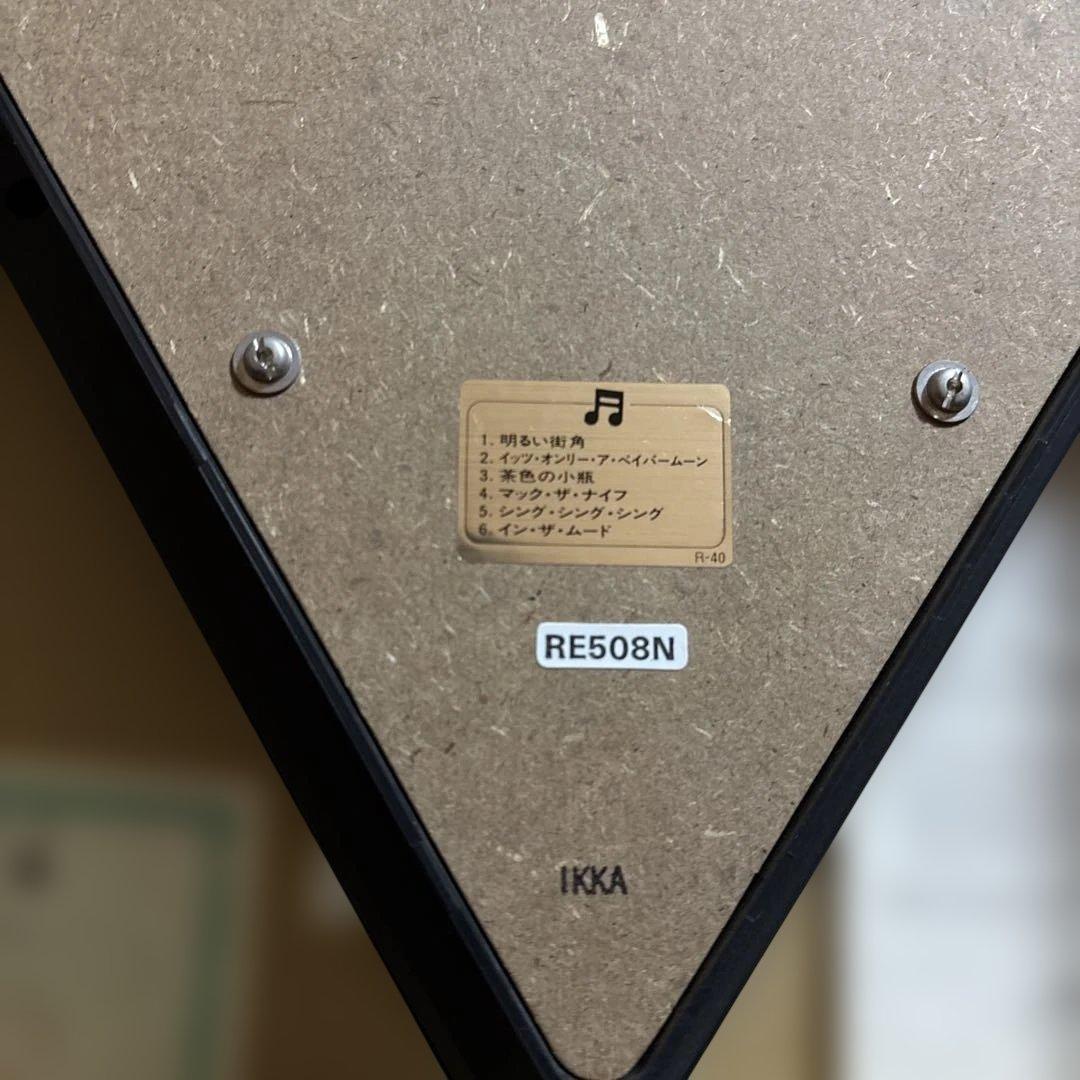 1. 明るい街角
2. イッツ・オンリー・ア・ペイパームーン
3. 茶色の小瓶
4. マック・ザ・ナイフ
5. シング・シング・シング
6. イン・ザ・ムード
R-40
RE508N
IKKA